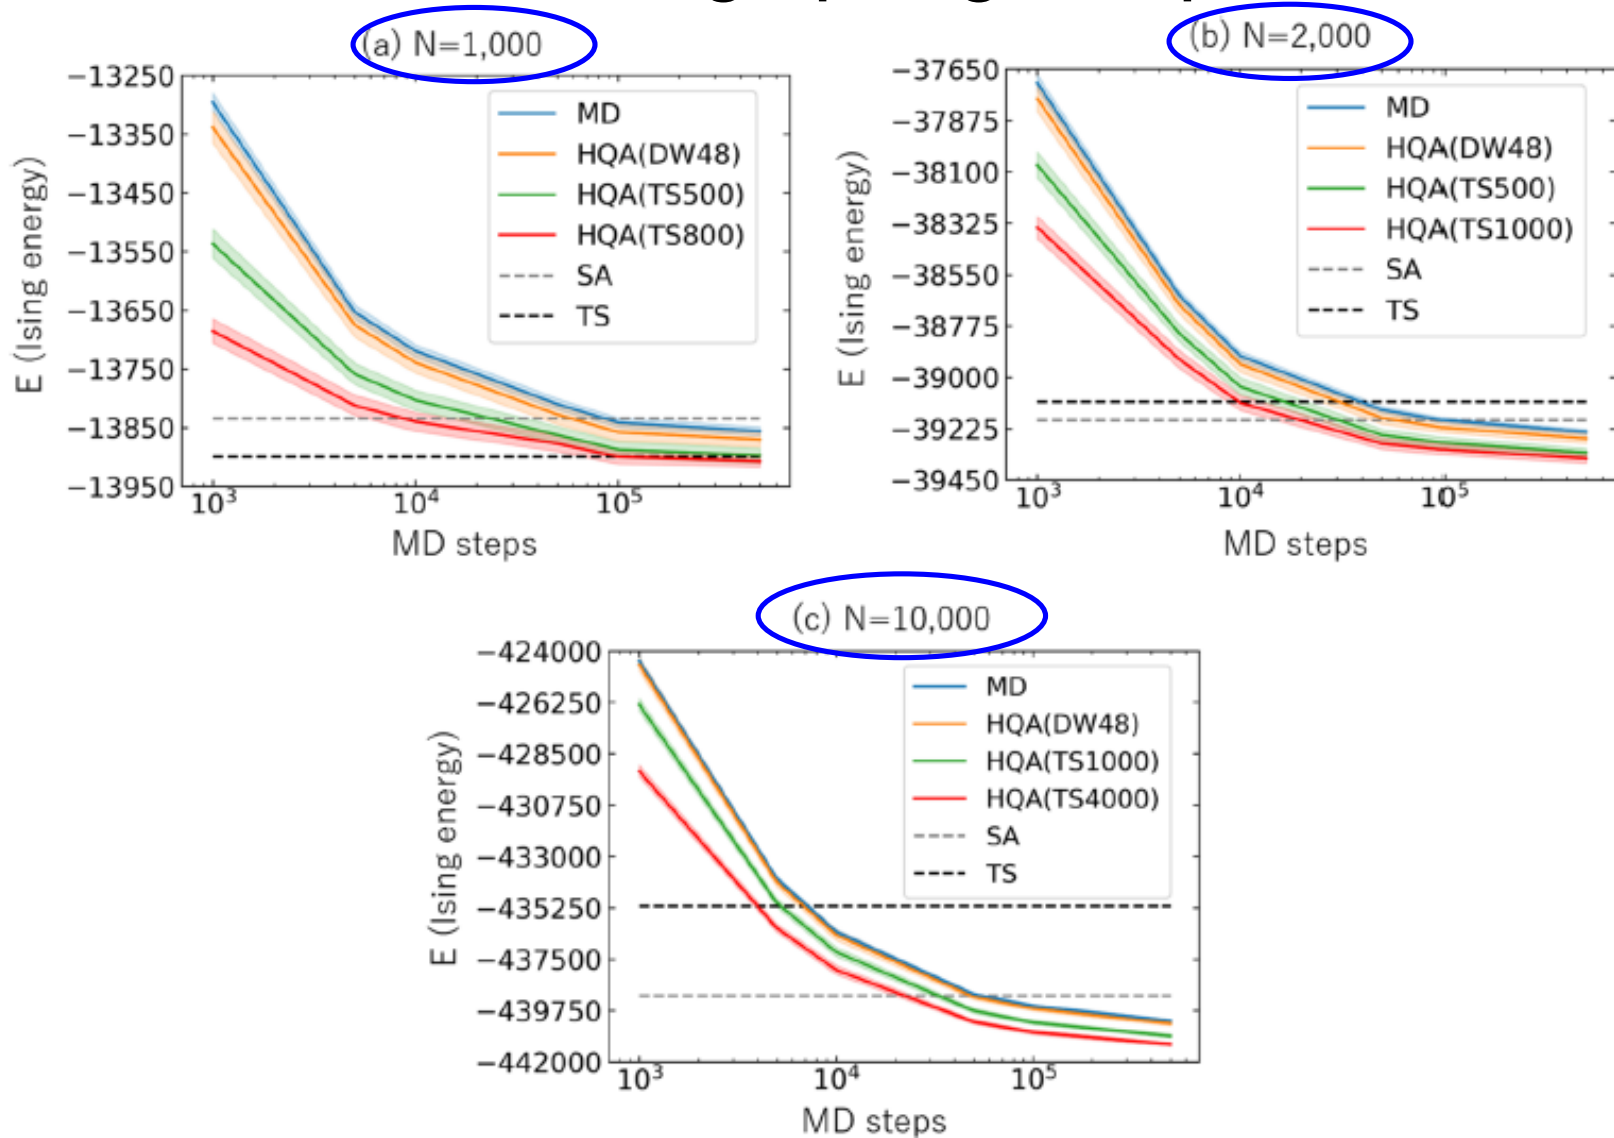 (a) N=1,000
−13250
−13350
−13450
−13550
−13650
−13750
−13850
−13950
E (Ising energy)
MD
HQA(DW48)
HQA(TS500)
HQA(TS800)
SA
TS
10³
10⁴
10⁵
MD steps
(b) N=2,000
−37650
−37875
−38100
−38325
−38550
−38775
−39000
−39225
−39450
E (Ising energy)
MD
HQA(DW48)
HQA(TS500)
HQA(TS1000)
SA
TS
10³
10⁴
10⁵
MD steps
(c) N=10,000
−424000
−426250
−428500
−430750
−433000
−435250
−437500
−439750
−442000
E (Ising energy)
MD
HQA(DW48)
HQA(TS1000)
HQA(TS4000)
SA
TS
10³
10⁴
10⁵
MD steps